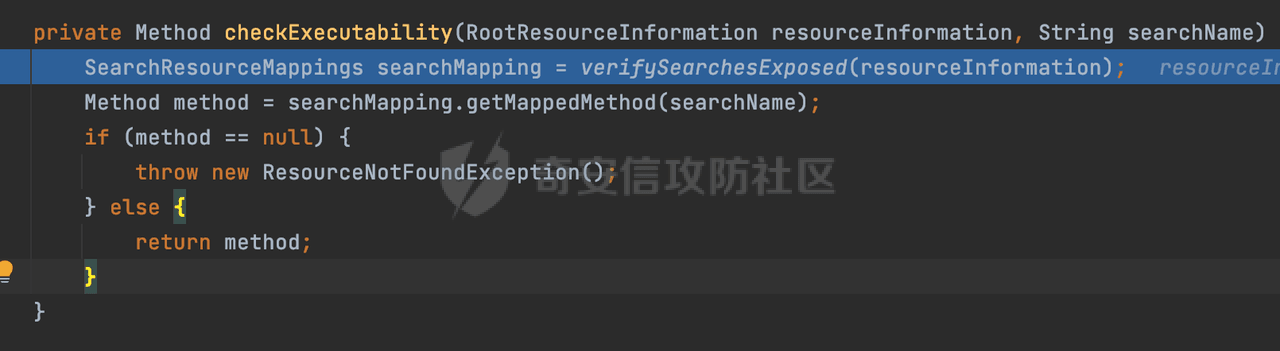 private Method checkExecutability(RootResourceInformation resourceInformation, String searchName)
SearchResourceMappings searchMapping = verifySearchesExposed(resourceInformation); resourceIn
Method method = searchMapping.getMappedMethod(searchName);
if (method == null) {
throw new ResourceNotFoundException();
} else {
return method;
}
}
奇安信攻防社区